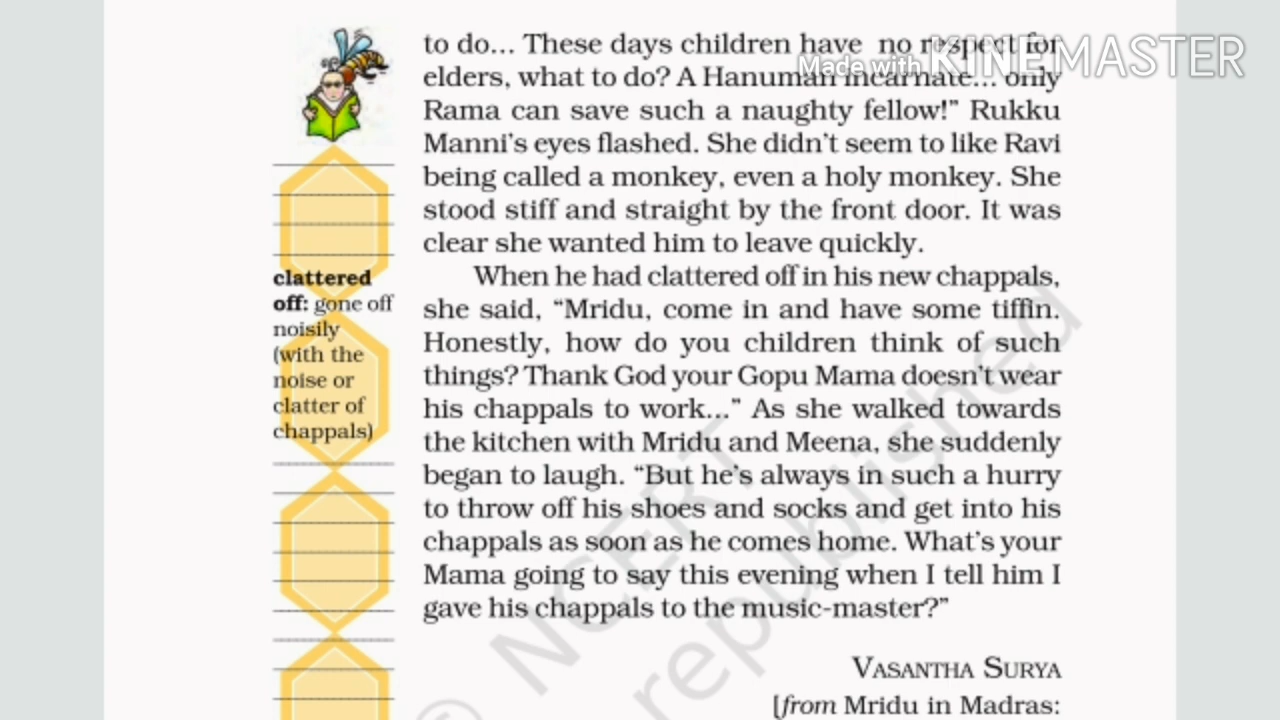 Made with KINEMASTER
to do... These days children have no respect for
elders, what to do? A Hanuman incarnate... only
Rama can save such a naughty fellow!” Rukku
Manni’s eyes flashed. She didn’t seem to like Ravi
being called a monkey, even a holy monkey. She
stood stiff and straight by the front door. It was
clear she wanted him to leave quickly.
When he had clattered off in his new chappals,
she said, “Mridu, come in and have some tiffin.
Honestly, how do you children think of such
things? Thank God your Gopu Mama doesn’t wear
his chappals to work...” As she walked towards
the kitchen with Mridu and Meena, she suddenly
began to laugh. “But he’s always in such a hurry
to throw off his shoes and socks and get into his
chappals as soon as he comes home. What’s your
Mama going to say this evening when I tell him I
gave his chappals to the music-master?”
VASANTHA SURYA
[from Mridu in Madras:
clattered
off: gone off
noisily
(with the
noise or
clatter of
chappals)
© NCERT
republished